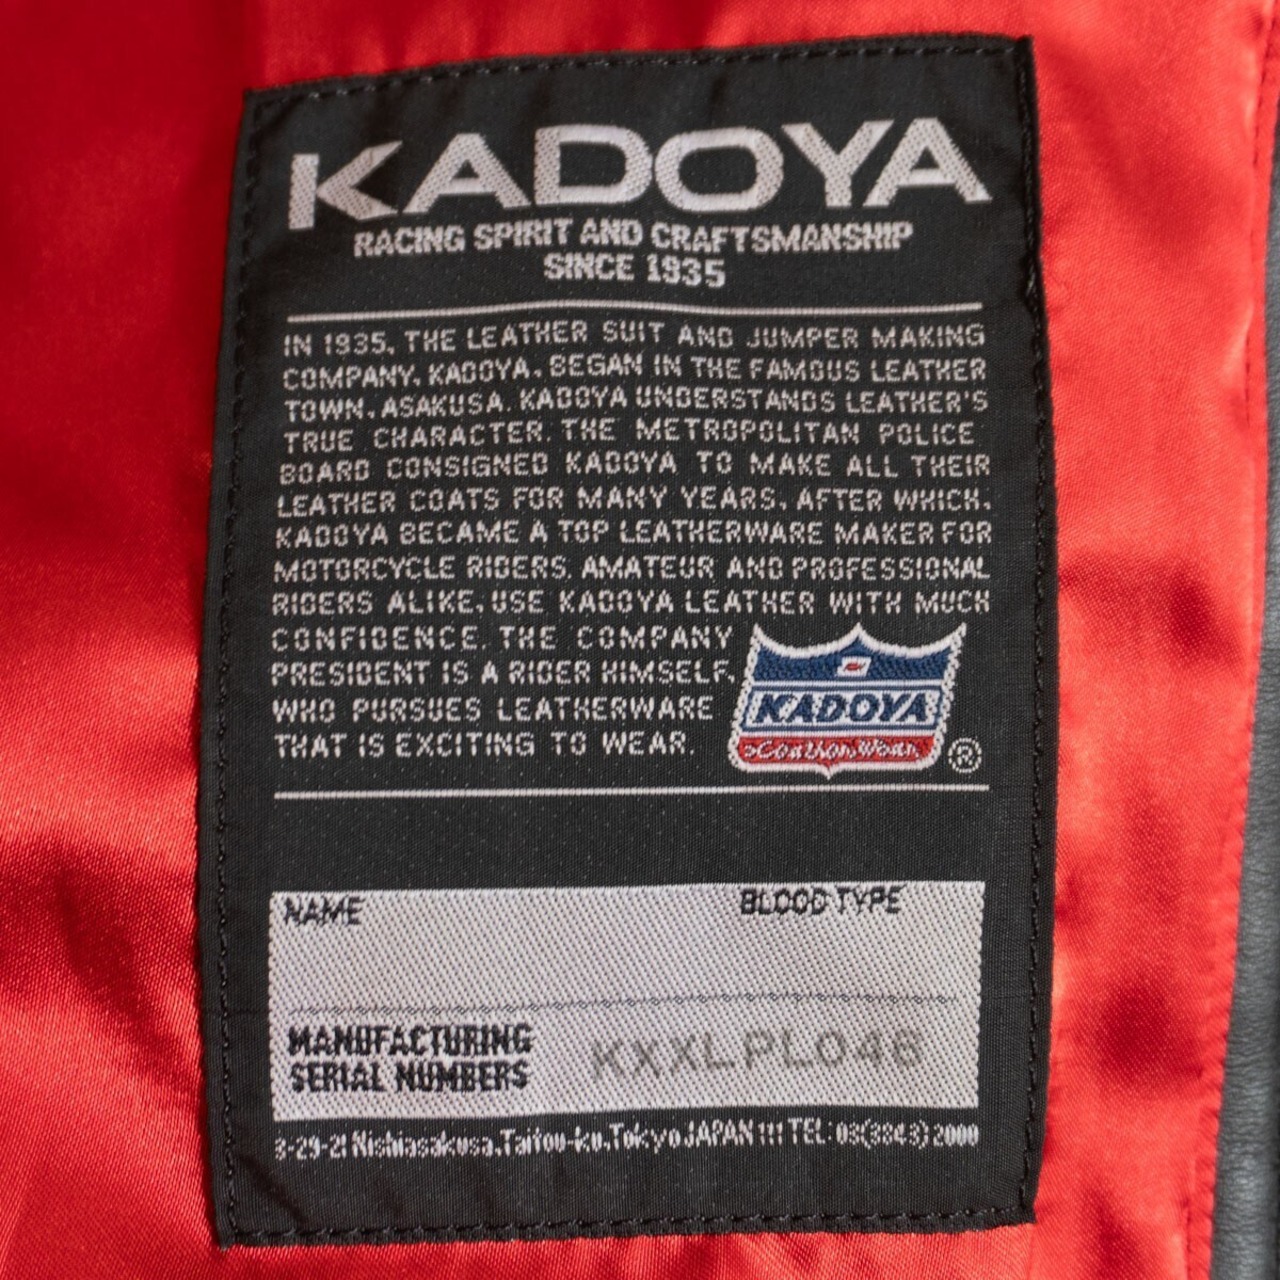 KADOYA
RACING SPIRIT AND CRAFTSMANSHIP
SINCE 1935
IN 1935, THE LEATHER SUIT AND JUMPER MAKING
COMPANY, KADOYA, BEGAN IN THE FAMOUS LEATHER
TOWN, ASAKUSA. KADOYA UNDERSTANDS LEATHER'S
TRUE CHARACTER. THE METROPOLITAN POLICE
BOARD CONSIGNED KADOYA TO MAKE ALL THEIR
LEATHER COATS FOR MANY YEARS, AFTER WHICH,
KADOYA BECAME A TOP LEATHERWARE MAKER FOR
MOTORCYCLE RIDERS. AMATEUR AND PROFESSIONAL
RIDERS ALIKE, USE KADOYA LEATHER WITH MUCH
CONFIDENCE. THE COMPANY
PRESIDENT IS A RIDER HIMSELF,
WHO PURSUES LEATHERWARE
THAT IS EXCITING TO WEAR.
KADOYA
Wear
®
NAME BLOOD TYPE
MANUFACTURING
SERIAL NUMBERS
KXXLPL046
3-29-21 Nishiasakusa,Taitou-ku,Tokyo JAPAN 111 TEL: 03(3843)2000